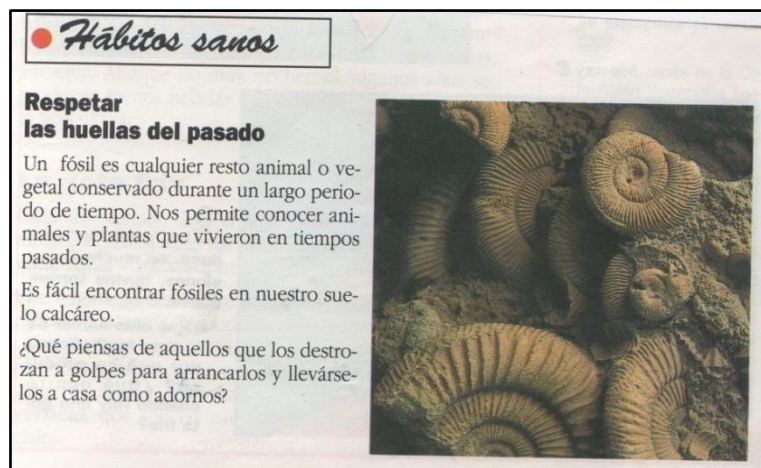 Hábitos sanos
Respetar
las huellas del pasado
Un fósil es cualquier resto animal o ve-
getal conservado durante un largo perio-
do de tiempo. Nos permite conocer ani-
males y plantas que vivieron en tiempos
pasados.
Es fácil encontrar fósiles en nuestro sue-
lo calcáreo.
¿Qué piensas de aquellos que los destro-
zan a golpes para arrancarlos y llevárse-
los a casa como adornos?